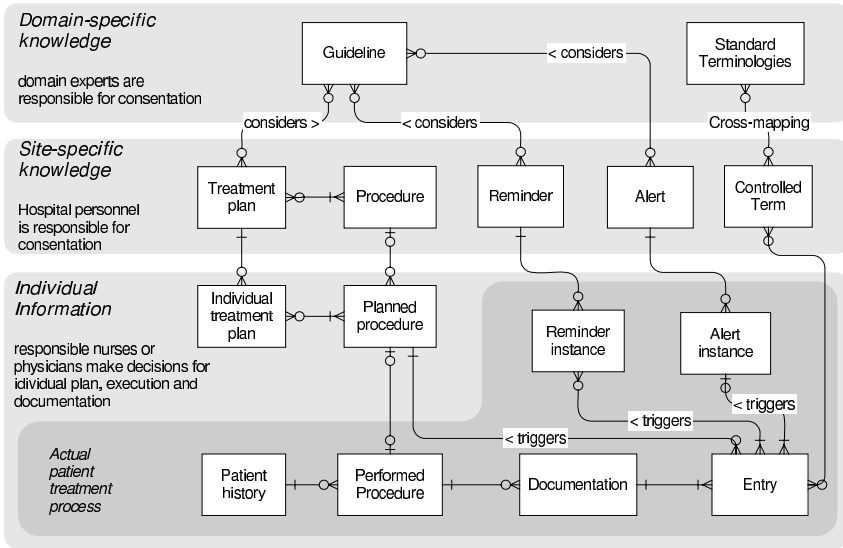 Domain-specific
knowledge
domain experts are
responsible for consentation
Guideline
< considers
Standard
Terminologies
considers >
< considers
Cross-mapping
Site-specific
knowledge
Hospital personnel
is responsible for
consentation
Treatment
plan
Procedure
Reminder
Alert
Controlled
Term
Individual
Information
responsible nurses or
physicians make decisions for
idividual plan, execution and
documentation
Individual
treatment
plan
Planned
procedure
Reminder
instance
Alert
instance
< triggers
< triggers
< triggers
Actual
patient
treatment
process
Patient
history
Performed
Procedure
Documentation
Entry